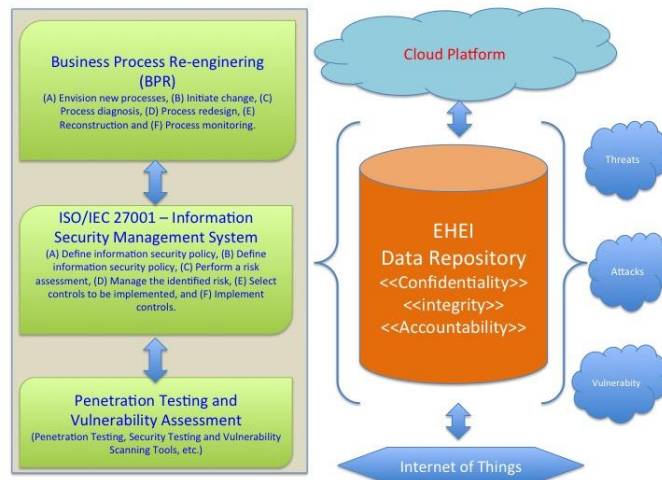 Business Process Re-enginering
(BPR)
(A) Envision new processes, (B) Initiate change, (C)
Process diagnosis, (D) Process redesign, (E)
Reconstruction and (F) Process monitoring.
ISO/IEC 27001 – Information
Security Management System
(A) Define information security policy, (B) Define
information security policy, (C) Perform a risk
assessment, (D) Manage the identified risk, (E) Select
controls to be implemented, and (F) Implement
controls.
Penetration Testing and
Vulnerability Assessment
(Penetration Testing, Security Testing and Vulnerability
Scanning Tools, etc.)
Cloud Platform
EHEI
Data Repository
<<Confidentiality>>
<<integrity>>
<<Accountability>>
Internet of Things
Threats
Attacks
Vulnerabity